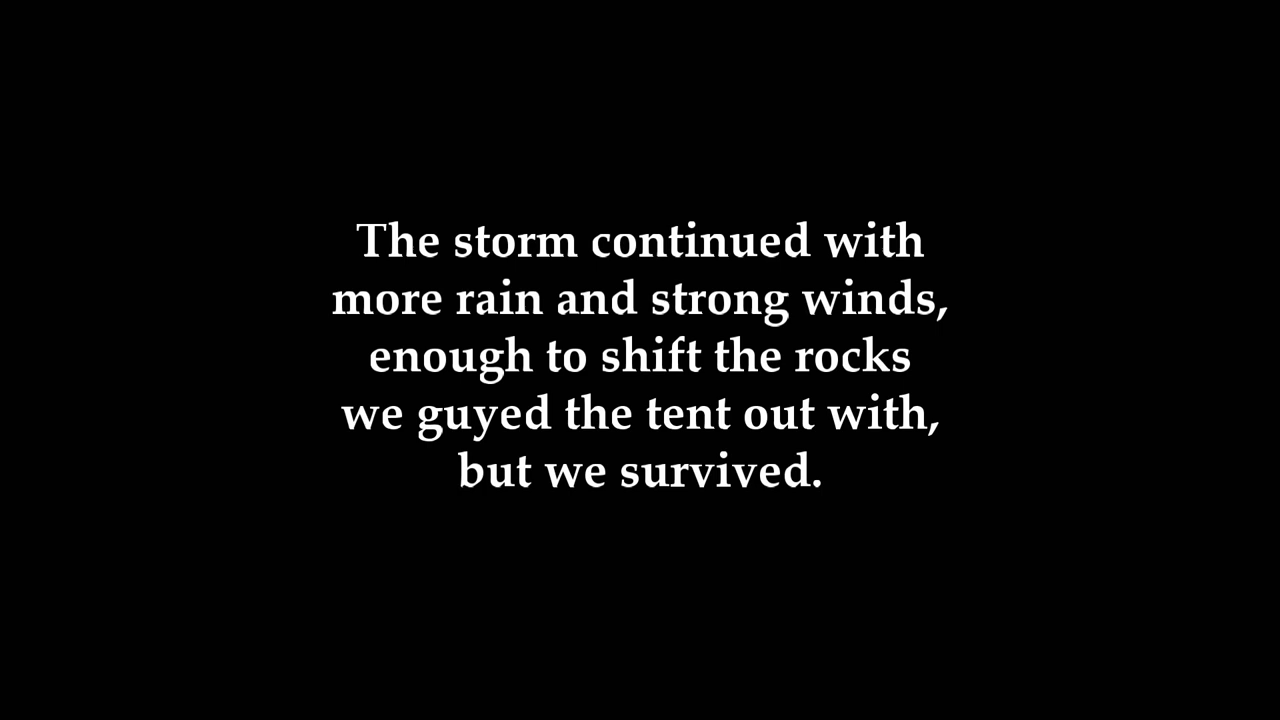 The storm continued with
more rain and strong winds,
enough to shift the rocks
we guyed the tent out with,
but we survived.